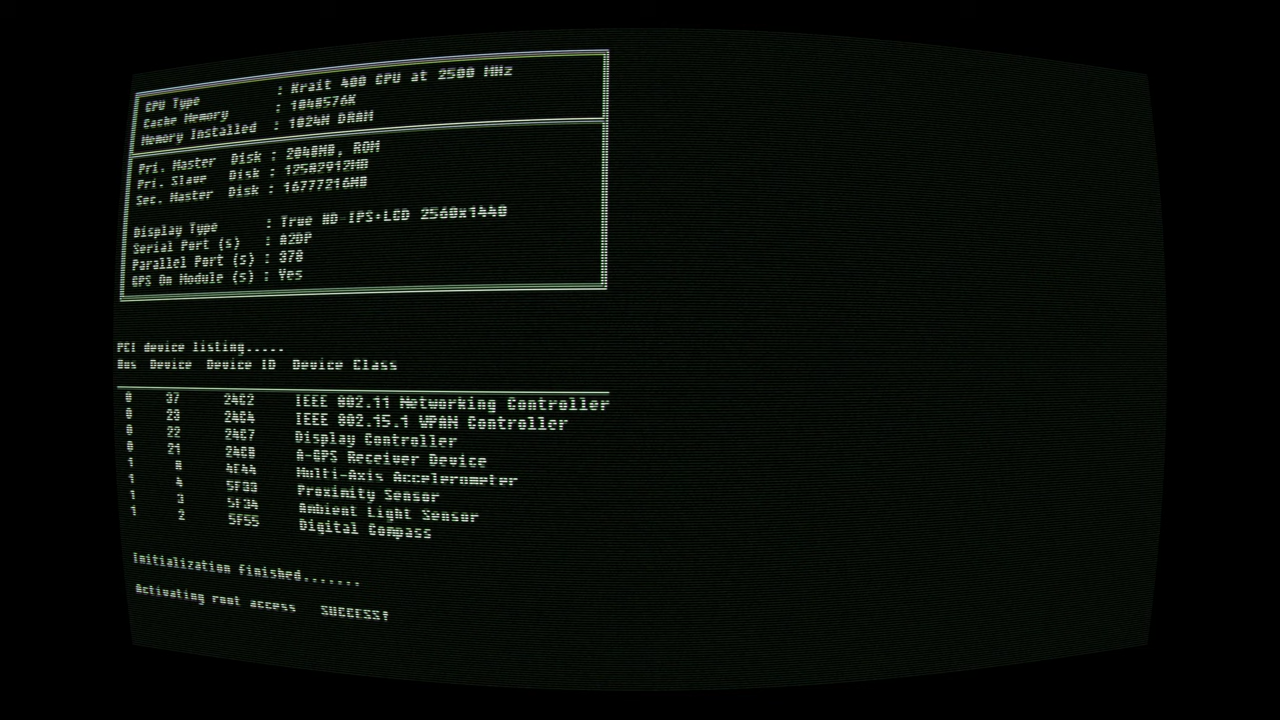 CPU Type : Krait 400 CPU at 2500 MHz
Cache Memory : 1048576K
Memory Installed : 1024M DRAM
Pri. Master Disk : 2048MB, ROM
Pri. Slave Disk : 12582912MB
Sec. Master Disk : 16777216MB
Display Type : True HD-IPS+LCD 2560x1440
Serial Port (s) : A2DP
Parallel Port (s) : 378
GPS On Module (s) : Yes
PCI device listing.....
Bus Device Device ID Device Class
0 37 24C2 IEEE 802.11 Networking Controller
0 23 24C4 IEEE 802.15.1 WPAN Controller
0 22 24C7 Display Controller
0 21 24C8 A-GPS Receiver Device
1 8 4F44 Multi-Axis Accelerometer
1 4 5F33 Proximity Sensor
1 3 5F34 Ambient Light Sensor
1 2 5F55 Digital Compass
Initialization finished.......
Activating root access SUCCESS!